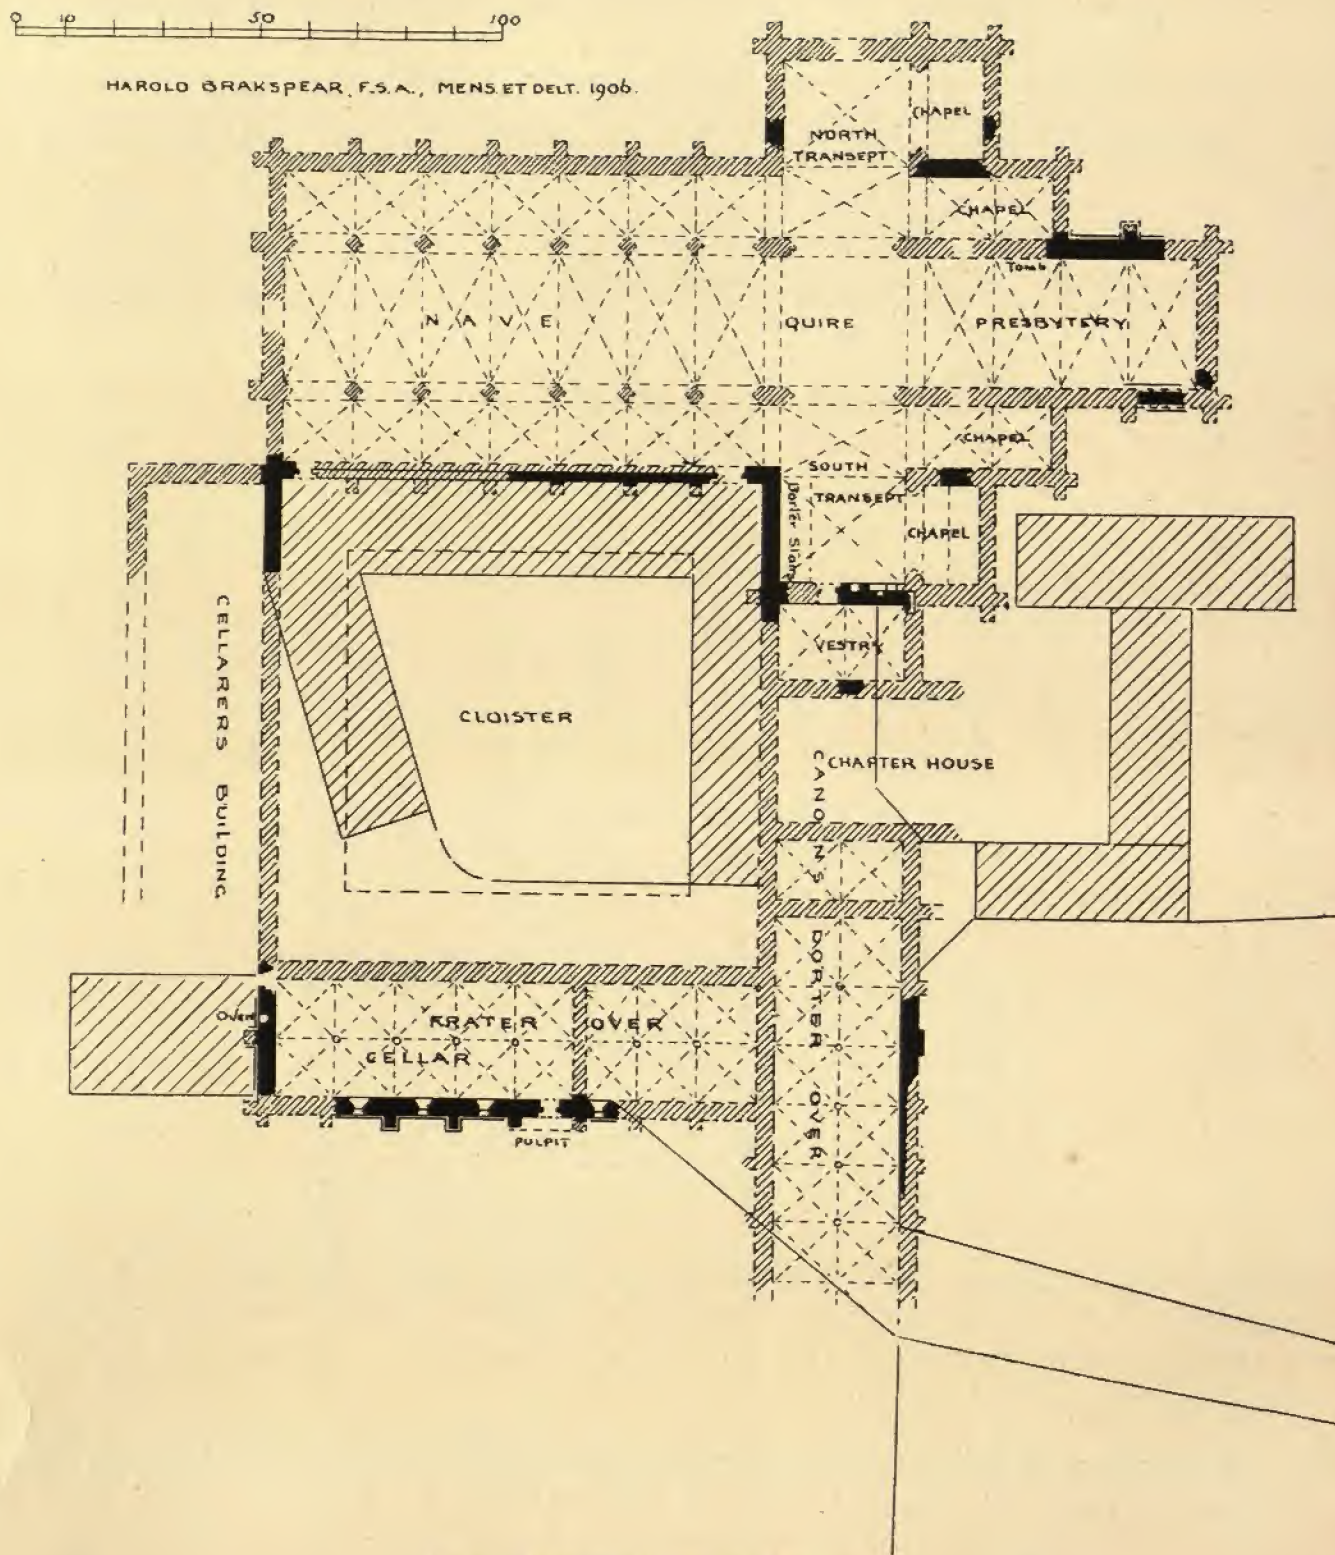 0 10 50 100
HAROLD BRAKSPEAR, F.S.A., MENS. ET DELT. 1906.
CHAPEL
NORTH
TRANSEPT
CHAPEL
Tomb
NAVE
QUIRE
PRESBYTERY
CHAPEL
SOUTH
TRANSEPT
Dorter Stairs
CHAPEL
VESTRY
CELLARERS BUILDING
CLOISTER
CHAPTER HOUSE
CANONS
DORTER OVER
Oven
FRATER OVER
CELLAR
PULPIT